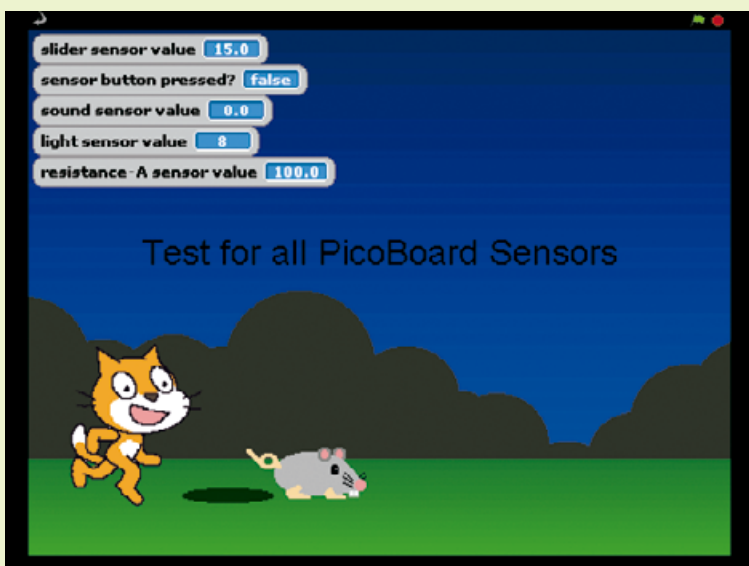 slider sensor value 15.0
sensor button pressed? false
sound sensor value 0.0
light sensor value 8
resistance-A sensor value 100.0
Test for all PicoBoard Sensors